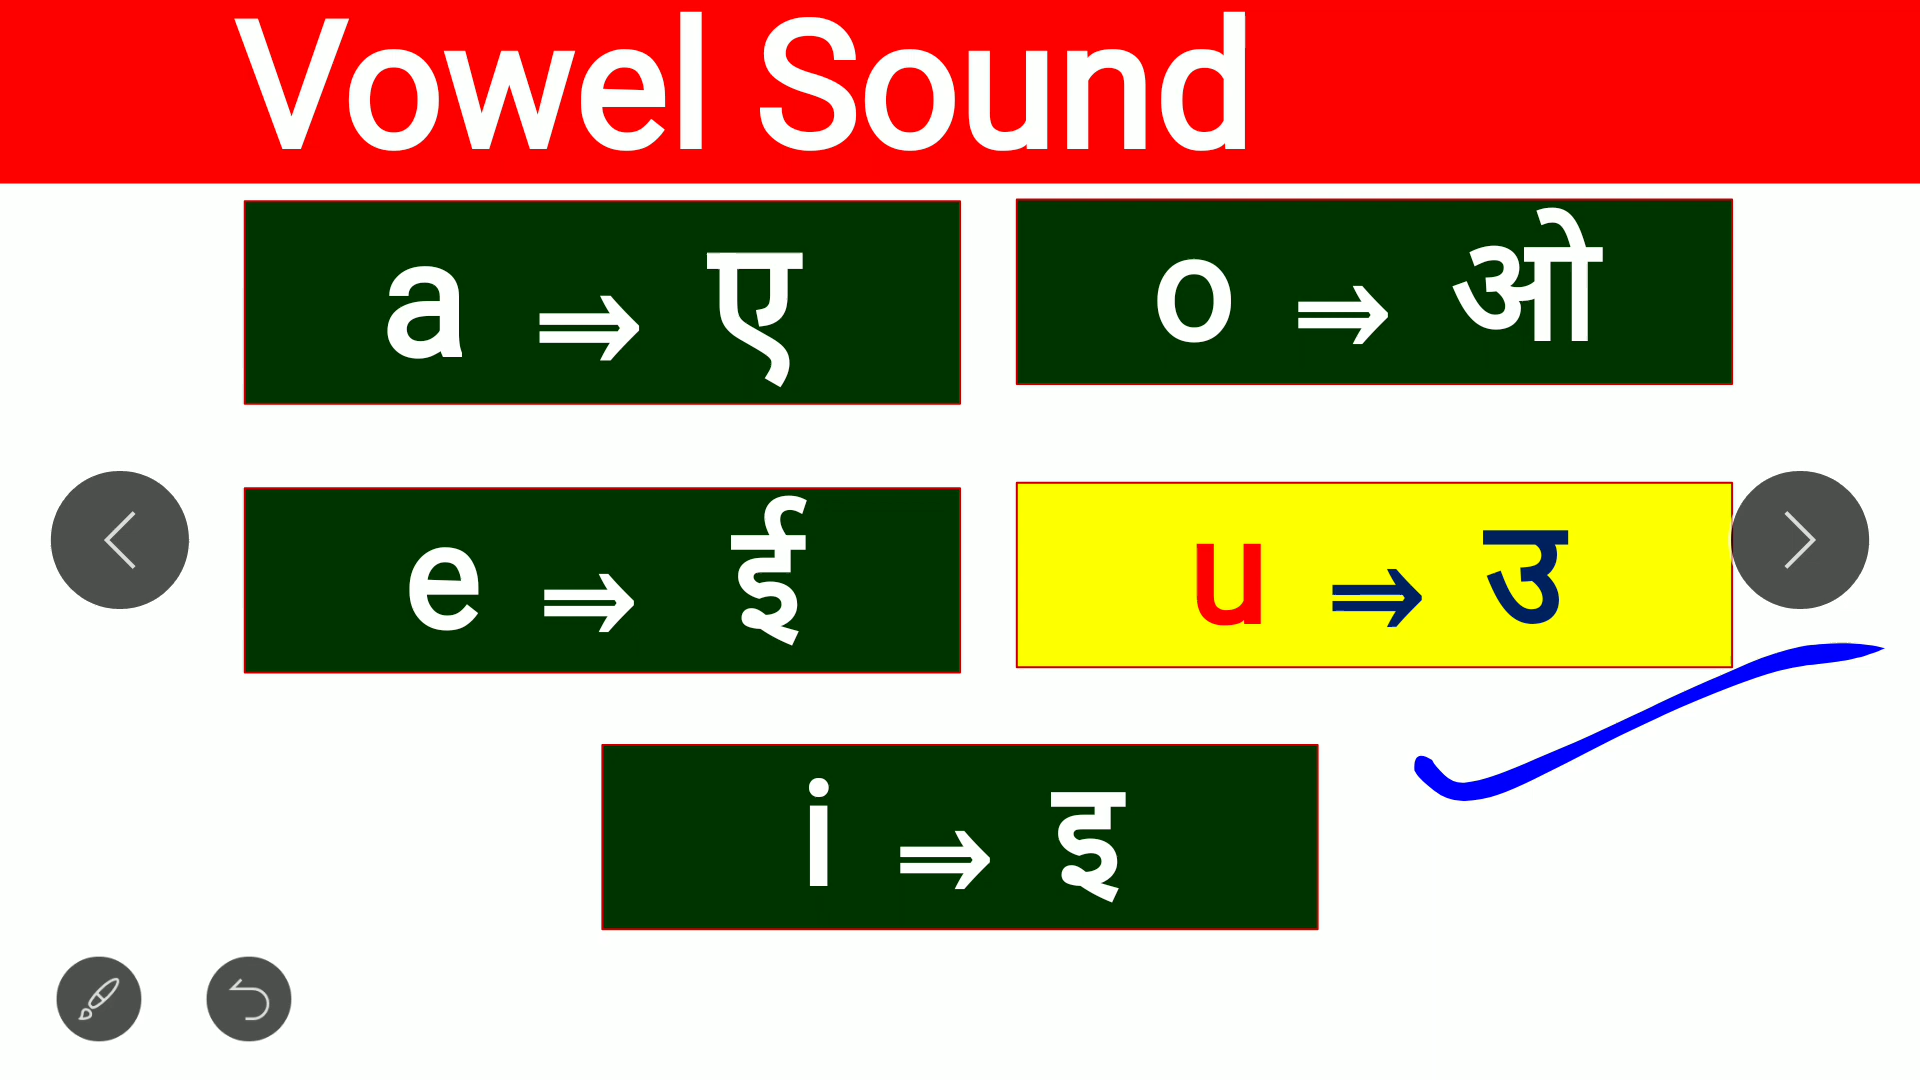 Vowel Sound
a ⇒ ए
o ⇒ ओ
e ⇒ ई
u ⇒ उ
i ⇒ इ